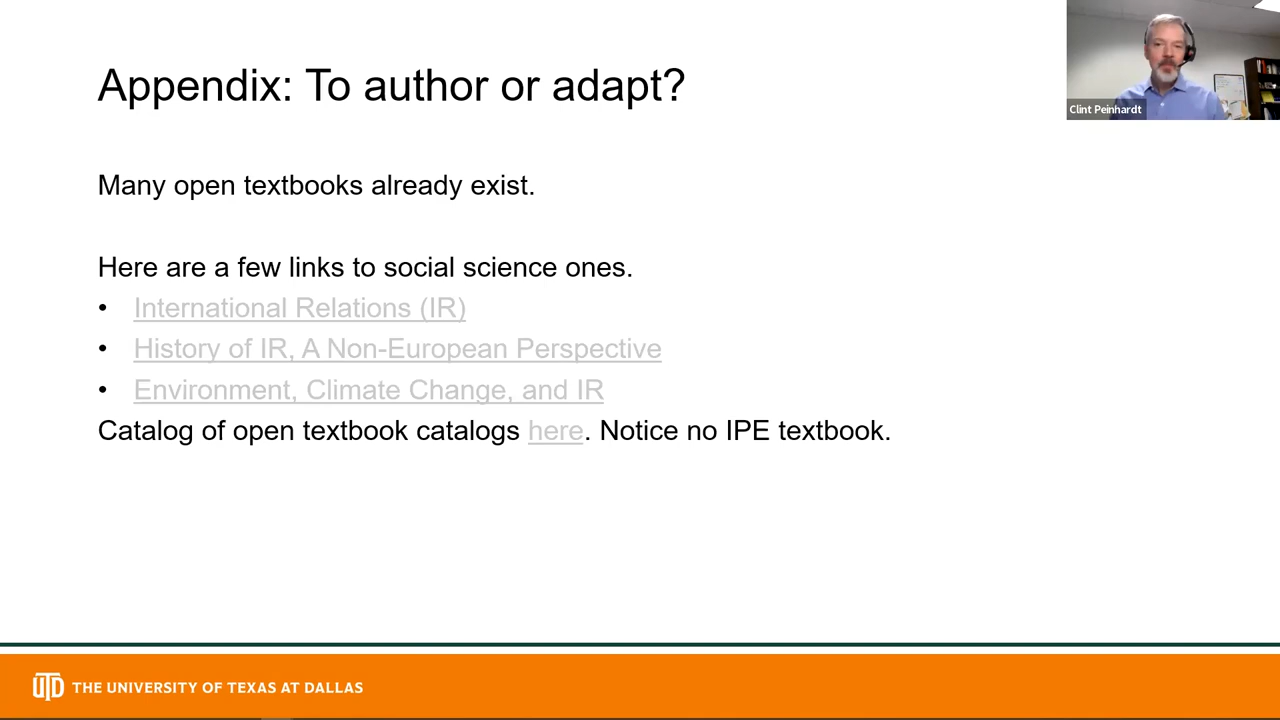 Appendix: To author or adapt?
Clint Peinhardt
Many open textbooks already exist.
Here are a few links to social science ones.
• International Relations (IR)
• History of IR, A Non-European Perspective
• Environment, Climate Change, and IR
Catalog of open textbook catalogs here. Notice no IPE textbook.
UTD THE UNIVERSITY OF TEXAS AT DALLAS